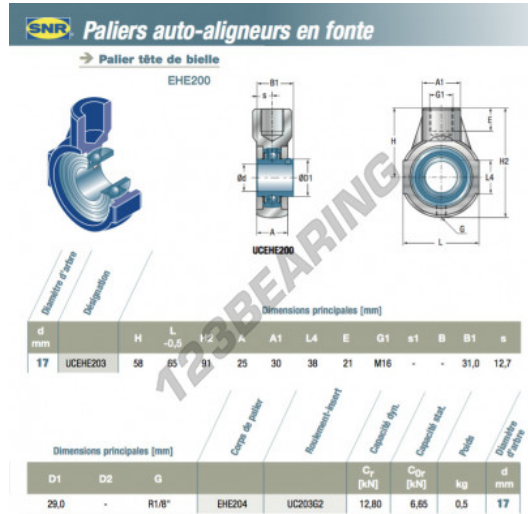 SNR Paliers auto-aligneurs en fonte
Palier tête de bielle
EHE200
B1
s
Ød
ØD1
A
UCEHE200
A1
G1
E
H
H2
L4
G
L
123BEARING
Diamètre d'arbre
Désignation
Dimensions principales [mm]
d mm H L -0,5 H2 A A1 L4 E G1 s1 B B1 s
17 UCEHE203 58 65 91 25 30 38 21 M16 - - 31,0 12,7
Dimensions principales [mm]
Corps de palier
Roulement-insert
Capacité dyn.
Capacité stat.
Poids
Diamètre d'arbre
D1 D2 G Cr [kN] C0r [kN] kg d mm
29,0 - R1/8" EHE204 UC203G2 12,80 6,65 0,5 17